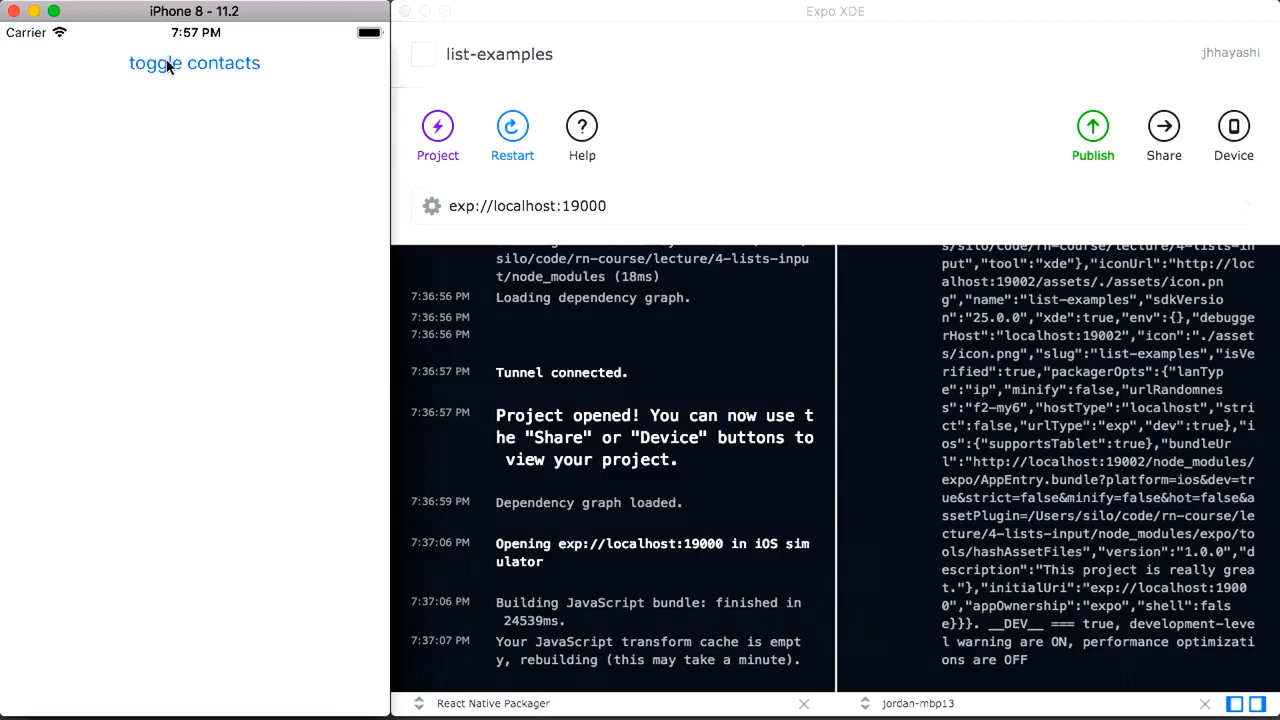 iPhone 8 - 11.2
Carrier
7:57 PM
toggle contacts
Expo XDE
list-examples
jhhayashi
Project
Restart
Help
Publish
Share
Device
exp://localhost:19000
silo/code/rn-course/lecture/4-lists-inpu
t/node_modules (18ms)
7:36:56 PM
Loading dependency graph.
7:36:56 PM
7:36:56 PM
7:36:57 PM
Tunnel connected.
7:36:57 PM
Project opened! You can now use t
he "Share" or "Device" buttons to
view your project.
7:36:59 PM
Dependency graph loaded.
7:37:06 PM
Opening exp://localhost:19000 in iOS sim
ulator
7:37:06 PM
Building JavaScript bundle: finished in
24539ms.
7:37:07 PM
Your JavaScript transform cache is empt
y, rebuilding (this may take a minute).
s/silo/code/rn-course/lecture/4-lists-in
put","tool":"xde"},"iconUrl":"http://loc
alhost:19002/assets/./assets/icon.pn
g","name":"list-examples","sdkVersio
n":"25.0.0","xde":true,"env":{},"debugge
rHost":"localhost:19002","icon":"./asset
s/icon.png","slug":"list-examples","isVe
rified":true,"packagerOpts":{"lanTyp
e":"ip","minify":false,"urlRandomnes
s":"f2-my6","hostType":"localhost","stri
ct":false,"urlType":"exp","dev":true},"i
os":{"supportsTablet":true},"bundleUr
l":"http://localhost:19002/node_modules/
expo/AppEntry.bundle?platform=ios&dev=tr
ue&strict=false&minify=false&hot=false&a
ssetPlugin=/Users/silo/code/rn-course/le
cture/4-lists-input/node_modules/expo/to
ols/hashAssetFiles","version":"1.0.0","d
escription":"This project is really grea
t."},"initialUri":"exp://localhost:1900
0","appOwnership":"expo","shell":fals
e}}}. __DEV__ === true, development-leve
l warning are ON, performance optimizati
ons are OFF
React Native Packager
jordan-mbp13